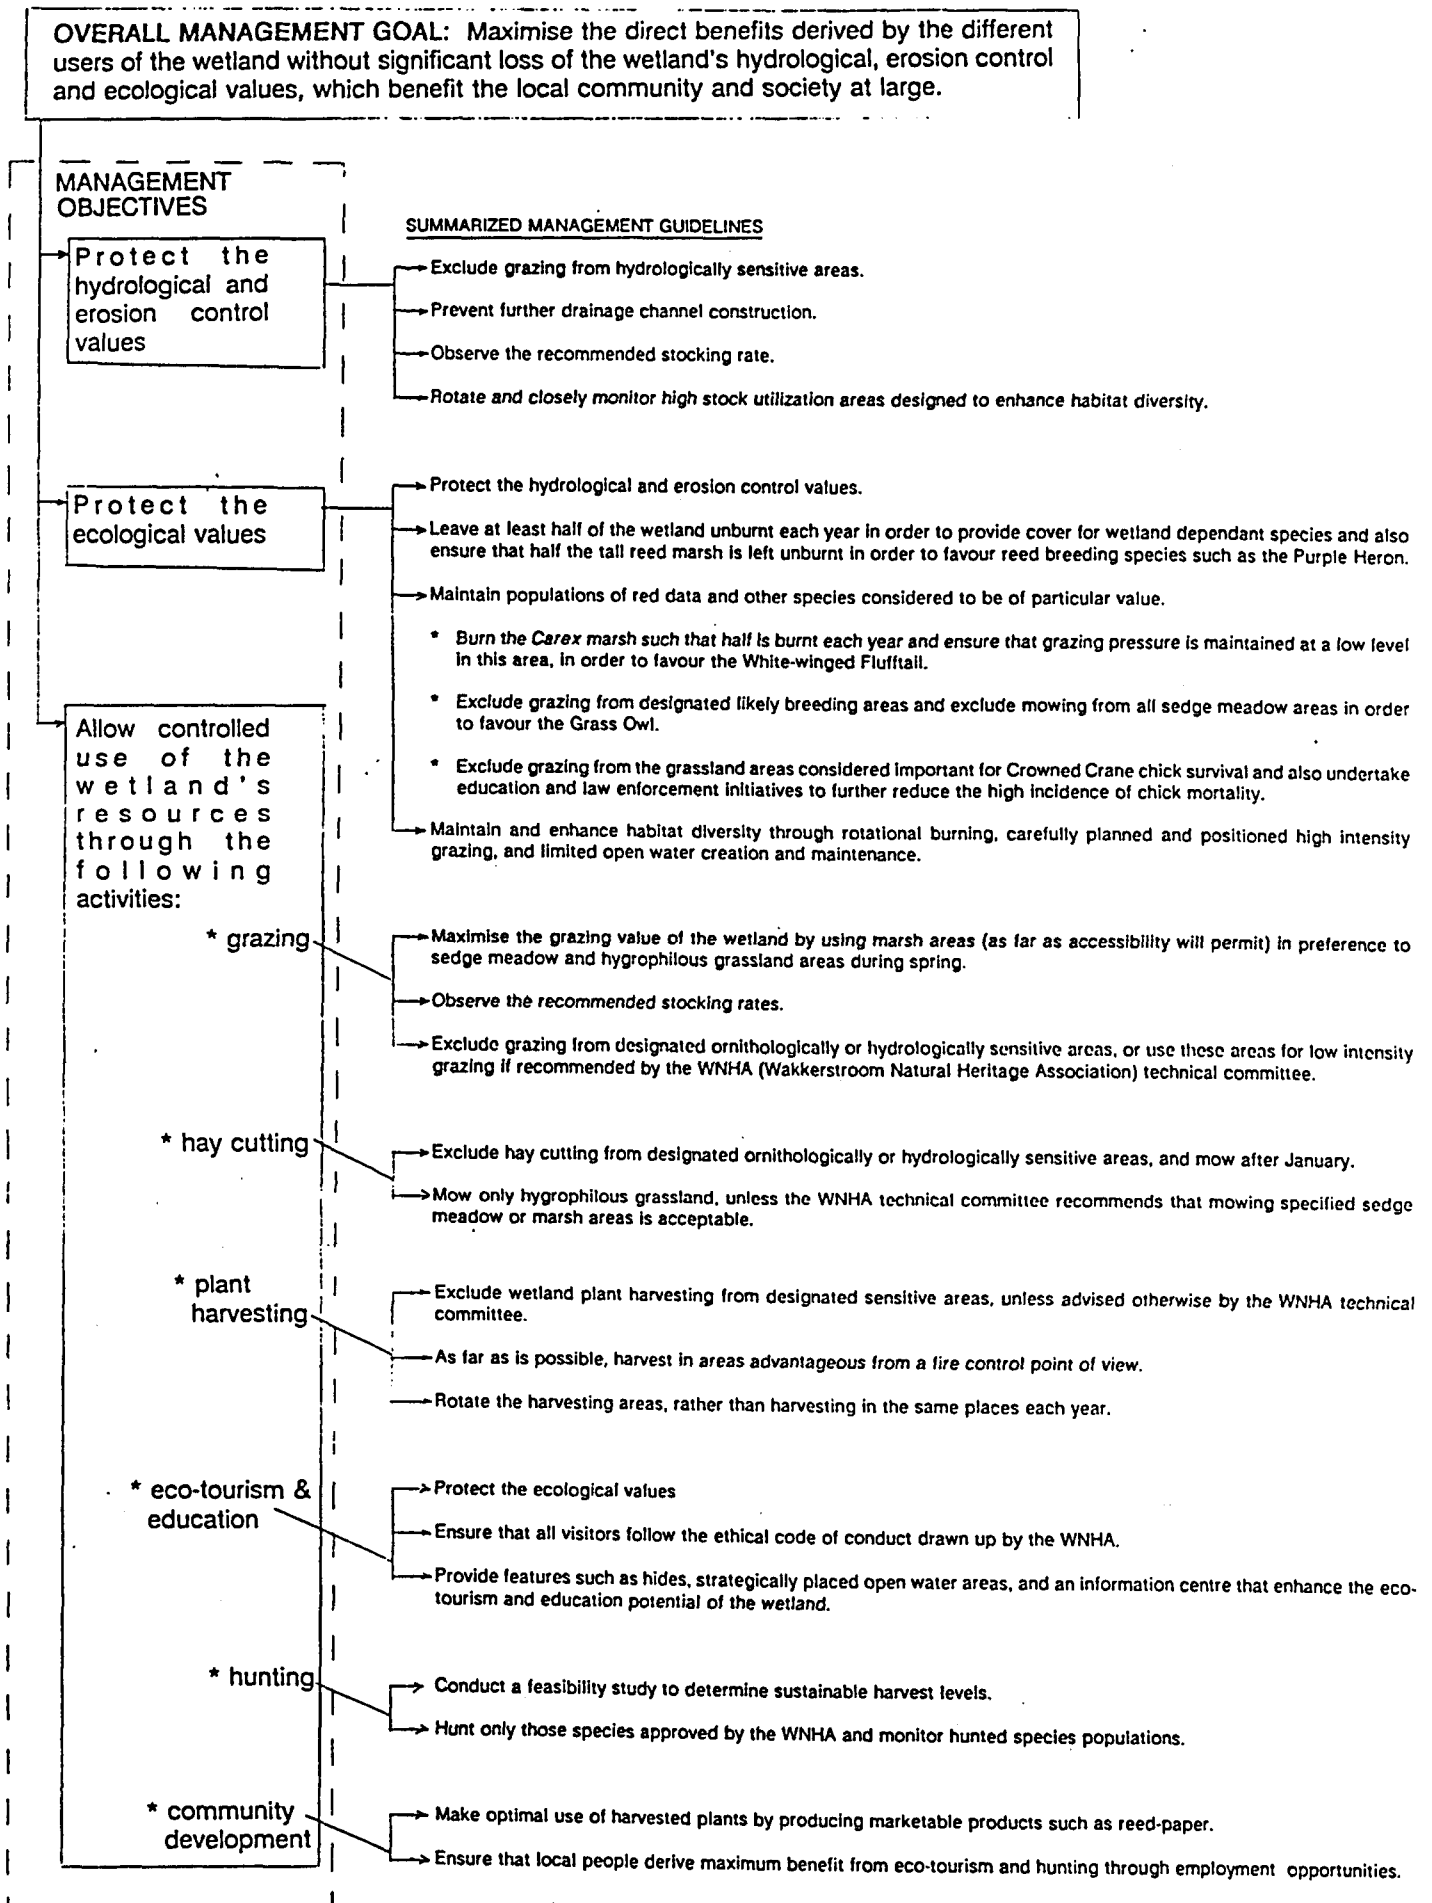 OVERALL MANAGEMENT GOAL: Maximise the direct benefits derived by the different
users of the wetland without significant loss of the wetland's hydrological, erosion control
and ecological values, which benefit the local community and society at large.
MANAGEMENT
OBJECTIVES
SUMMARIZED MANAGEMENT GUIDELINES
Protect the
hydrological and
erosion control
values
Exclude grazing from hydrologically sensitive areas.
Prevent further drainage channel construction.
Observe the recommended stocking rate.
Rotate and closely monitor high stock utilization areas designed to enhance habitat diversity.
Protect the
ecological values
Protect the hydrological and erosion control values.
Leave at least half of the wetland unburnt each year in order to provide cover for wetland dependant species and also
ensure that half the tall reed marsh is left unburnt in order to favour reed breeding species such as the Purple Heron.
Maintain populations of red data and other species considered to be of particular value.
* Burn the Carex marsh such that half is burnt each year and ensure that grazing pressure is maintained at a low level
in this area, in order to favour the White-winged Flufftail.
* Exclude grazing from designated likely breeding areas and exclude mowing from all sedge meadow areas in order
to favour the Grass Owl.
* Exclude grazing from the grassland areas considered important for Crowned Crane chick survival and also undertake
education and law enforcement initiatives to further reduce the high incidence of chick mortality.
Maintain and enhance habitat diversity through rotational burning, carefully planned and positioned high intensity
grazing, and limited open water creation and maintenance.
Allow controlled
use of the
wetland's
resources
through the
following
activities:
* grazing
Maximise the grazing value of the wetland by using marsh areas (as far as accessibility will permit) in preference to
sedge meadow and hygrophilous grassland areas during spring.
Observe the recommended stocking rates.
Exclude grazing from designated ornithologically or hydrologically sensitive areas, or use these areas for low intensity
grazing if recommended by the WNHA (Wakkerstroom Natural Heritage Association) technical committee.
* hay cutting
Exclude hay cutting from designated ornithologically or hydrologically sensitive areas, and mow after January.
Mow only hygrophilous grassland, unless the WNHA technical committee recommends that mowing specified sedge
meadow or marsh areas is acceptable.
* plant
harvesting
Exclude wetland plant harvesting from designated sensitive areas, unless advised otherwise by the WNHA technical
committee.
As far as is possible, harvest in areas advantageous from a fire control point of view.
Rotate the harvesting areas, rather than harvesting in the same places each year.
* eco-tourism &
education
Protect the ecological values
Ensure that all visitors follow the ethical code of conduct drawn up by the WNHA.
Provide features such as hides, strategically placed open water areas, and an information centre that enhance the eco-
tourism and education potential of the wetland.
* hunting
Conduct a feasibility study to determine sustainable harvest levels.
Hunt only those species approved by the WNHA and monitor hunted species populations.
* community
development
Make optimal use of harvested plants by producing marketable products such as reed-paper.
Ensure that local people derive maximum benefit from eco-tourism and hunting through employment opportunities.